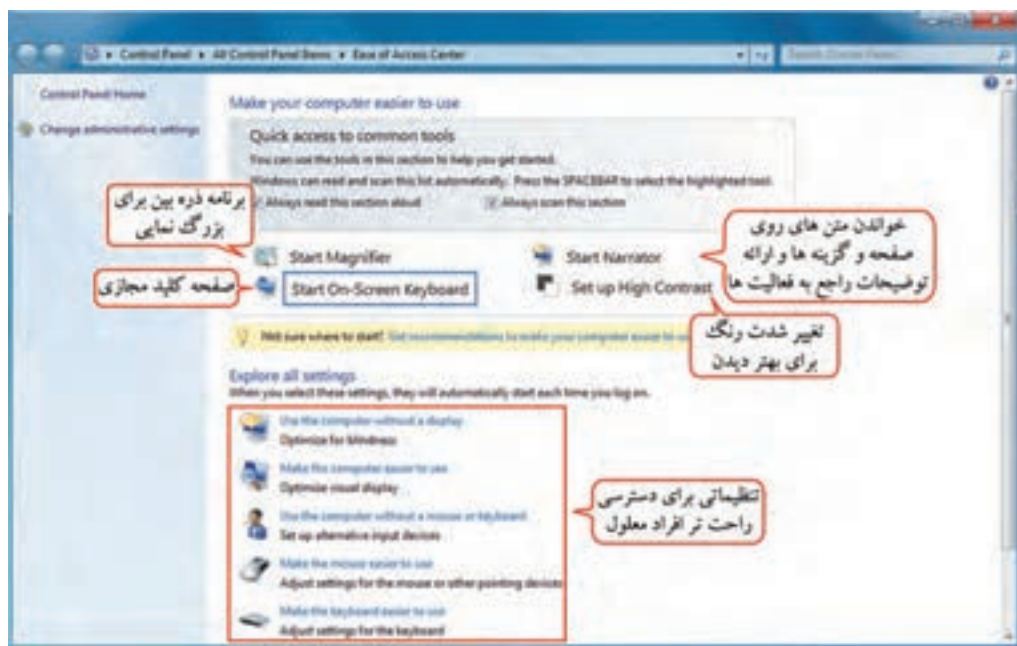 Control Panel ▸ All Control Panel Items ▸ Ease of Access Center
Control Panel Home
Change administrative settings
Make your computer easier to use
Quick access to common tools
You can use the tools in this section to help you get started.
Windows can read and scan this list automatically. Press the SPACEBAR to select the highlighted tool.
Always read this section aloud
Always scan this section
برنامه ذره بین برای
بزرگ نمایی
Start Magnifier
Start Narrator
خواندن متن های روی
صفحه و گزینه ها و ارائه
توضیحات راجع به فعالیت ها
صفحه کلید مجازی
Start On-Screen Keyboard
Set up High Contrast
تغییر شدت رنگ
برای بهتر دیدن
Not sure where to start? Get recommendations to make your computer easier to
Explore all settings
When you select these settings, they will automatically start each time you log on.
Use the computer without a display
Optimize for blindness
Make the computer easier to use
Optimize visual display
Use the computer without a mouse or keyboard
Set up alternative input devices
Make the mouse easier to use
Adjust settings for the mouse or other pointing devices
Make the keyboard easier to use
Adjust settings for the keyboard
تنظیماتی برای دسترسی
راحت تر افراد معلول